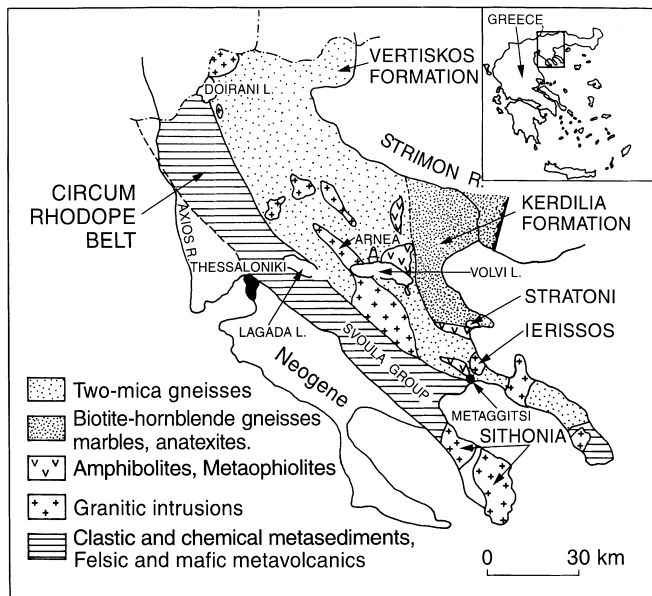 GREECE
VERTISKOS
FORMATION
DOIRANI L.
STRIMON R.
CIRCUM
RHODOPE
BELT
KERDILIA
FORMATION
AXIOS R.
ARNEA
A
THESSALONIKI
VOLVI L.
STRATONI
LAGADA L.
IERISSOS
SVOULA GROUP
Neogene
METAGGITSI
SITHONIA
Two-mica gneisses
Biotite-hornblende gneisses
marbles, anatexites.
Amphibolites, Metaophiolites
Granitic intrusions
Clastic and chemical metasediments,
Felsic and mafic metavolcanics
0 30 km